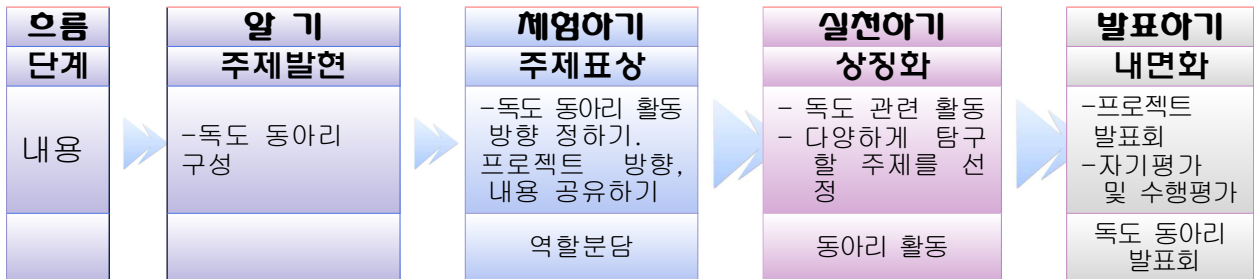 흐름
단계
내용
알 기
주제발현
-독도 동아리
구성
체험하기
주제표상
-독도 동아리 활동
방향 정하기.
프로젝트 방향,
내용 공유하기
역할분담
실천하기
상징화
- 독도 관련 활동
- 다양하게 탐구
할 주제를 선
정
동아리 활동
발표하기
내면화
-프로젝트
발표회
-자기평가
및 수행평가
독도 동아리
발표회